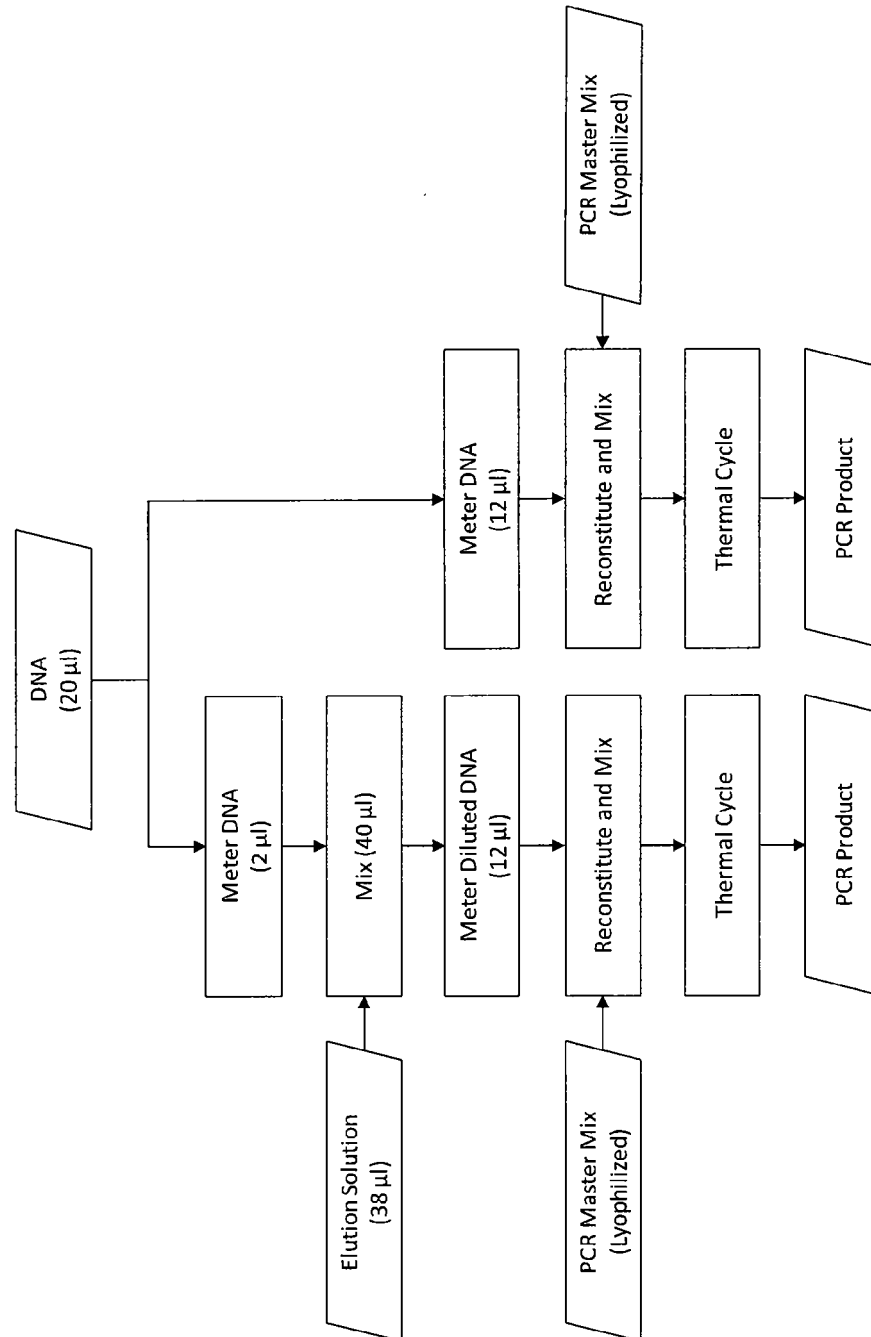 DNA
(20 µl)
Meter DNA
(2 µl)
Elution Solution
(38 µl)
Mix (40 µl)
Meter Diluted DNA
(12 µl)
Meter DNA
(12 µl)
PCR Master Mix
(Lyophilized)
Reconstitute and Mix
Reconstitute and Mix
PCR Master Mix
(Lyophilized)
Thermal Cycle
Thermal Cycle
PCR Product
PCR Product